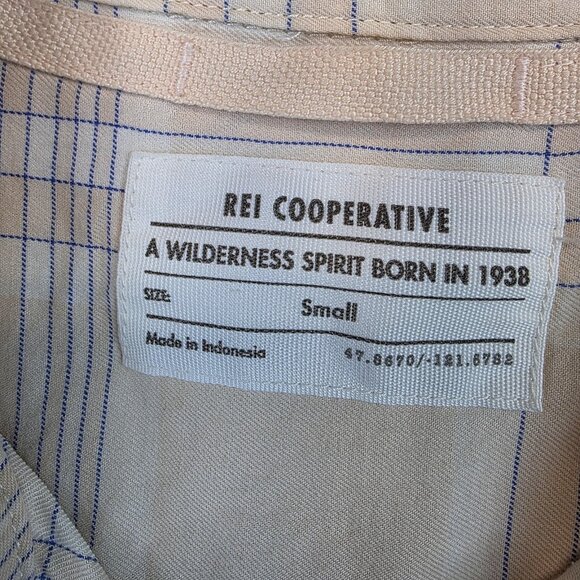 REI COOPERATIVE
A WILDERNESS SPIRIT BORN IN 1938
SIZE: Small
Made in Indonesia 47.8670/-121.6782